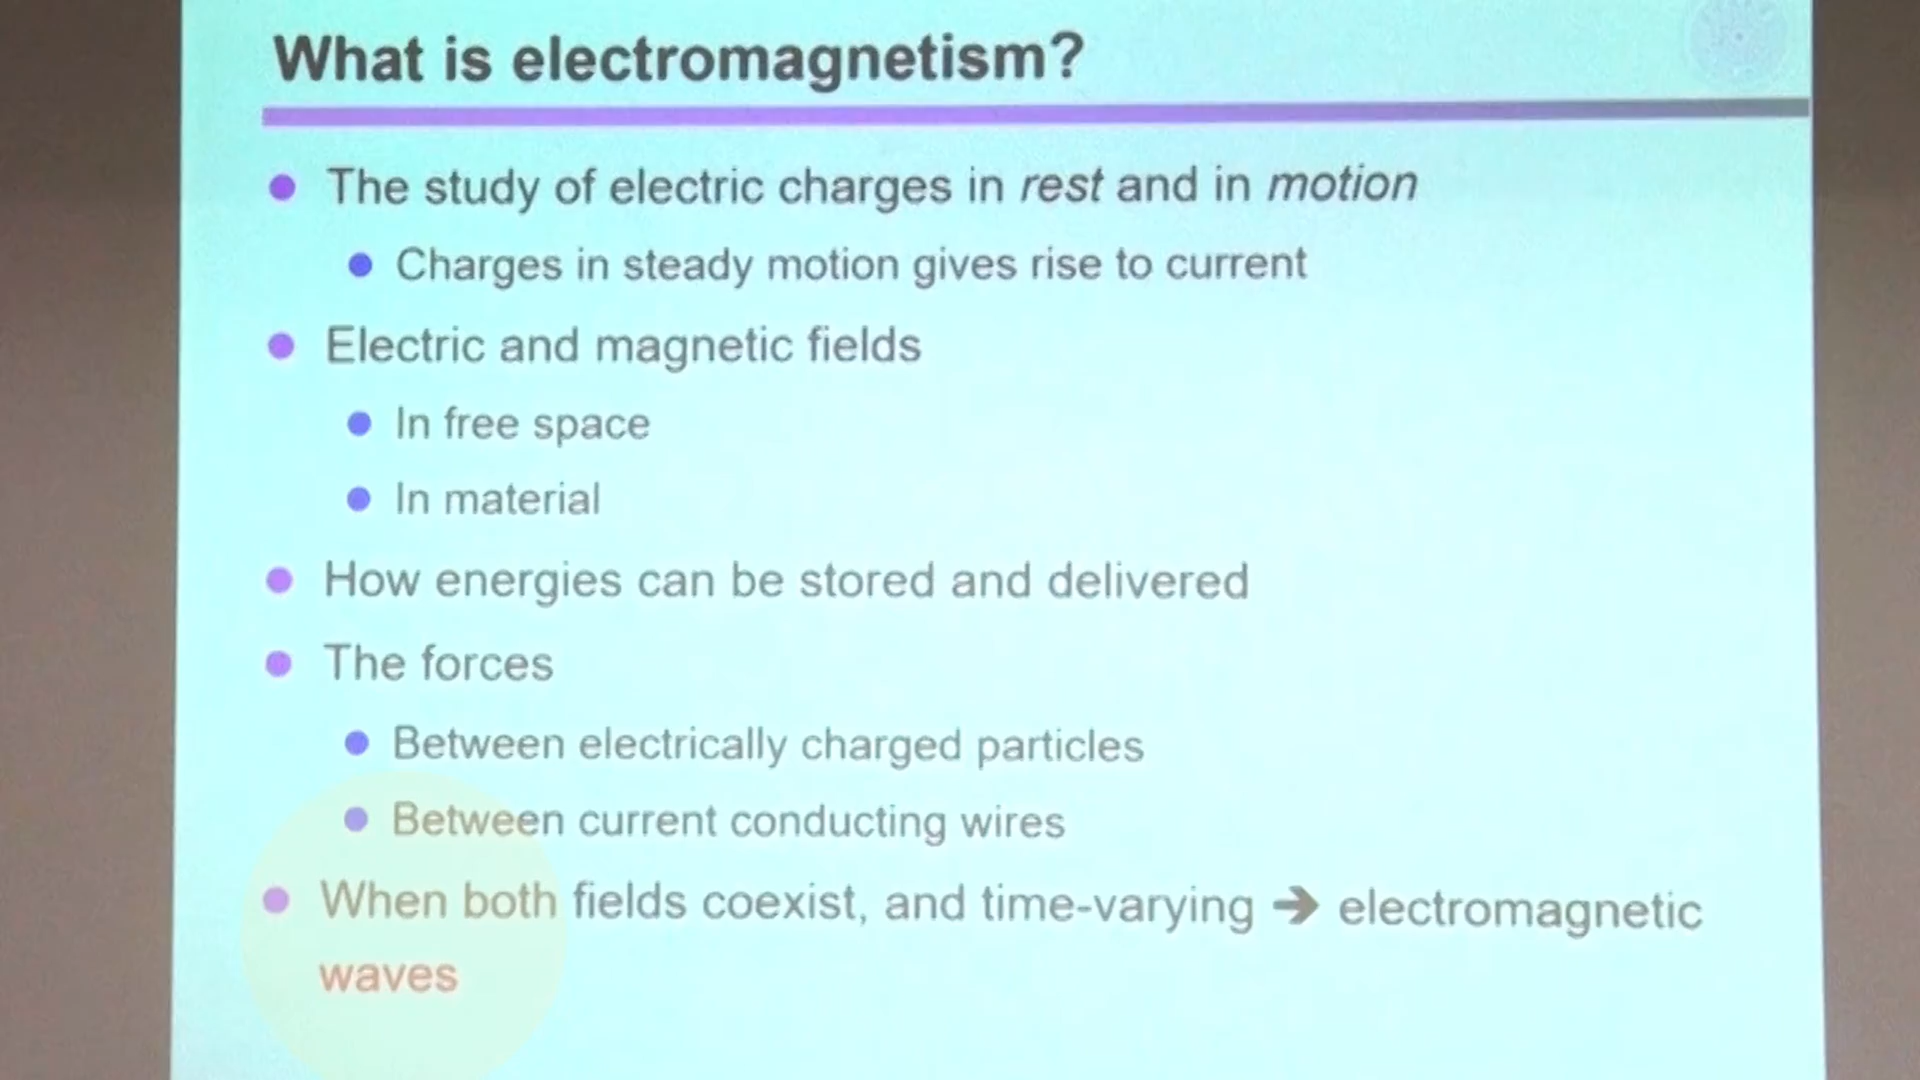 What is electromagnetism?
The study of electric charges in rest and in motion
Charges in steady motion gives rise to current
Electric and magnetic fields
In free space
In material
How energies can be stored and delivered
The forces
Between electrically charged particles
Between current conducting wires
When both fields coexist, and time-varying ➔ electromagnetic
waves